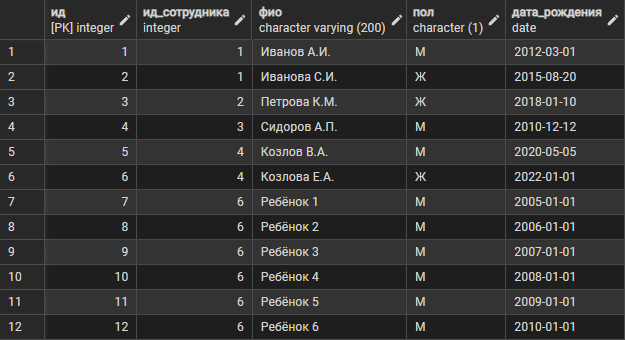 ид ид_сотрудника фио пол дата_рождения
[PK] integer integer character varying (200) character (1) date
1 1 1 Иванов А.И. М 2012-03-01
2 2 1 Иванова С.И. Ж 2015-08-20
3 3 2 Петрова К.М. Ж 2018-01-10
4 4 3 Сидоров А.П. М 2010-12-12
5 5 4 Козлов В.А. М 2020-05-05
6 6 4 Козлова Е.А. Ж 2022-01-01
7 7 6 Ребёнок 1 М 2005-01-01
8 8 6 Ребёнок 2 М 2006-01-01
9 9 6 Ребёнок 3 М 2007-01-01
10 10 6 Ребёнок 4 М 2008-01-01
11 11 6 Ребёнок 5 М 2009-01-01
12 12 6 Ребёнок 6 М 2010-01-01